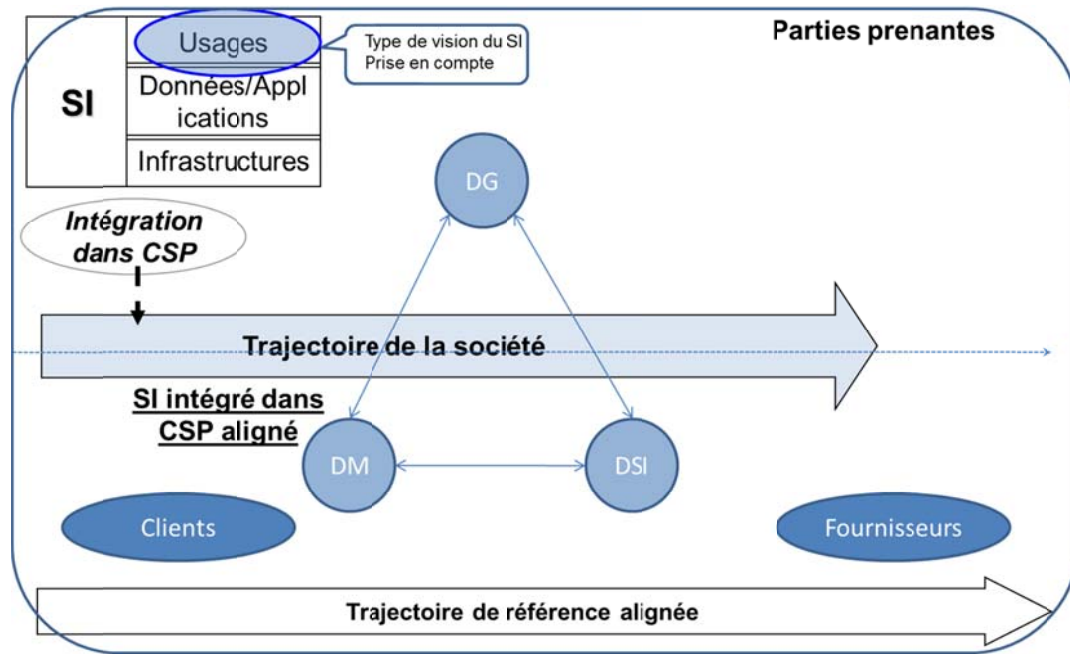 Parties prenantes
SI
Usages
Type de vision du SI
Prise en compte
Données/Appl
ications
Infrastructures
DG
Intégration
dans CSP
Trajectoire de la société
SI intégré dans
CSP aligné
DM
DSI
Clients
Fournisseurs
Trajectoire de référence alignée